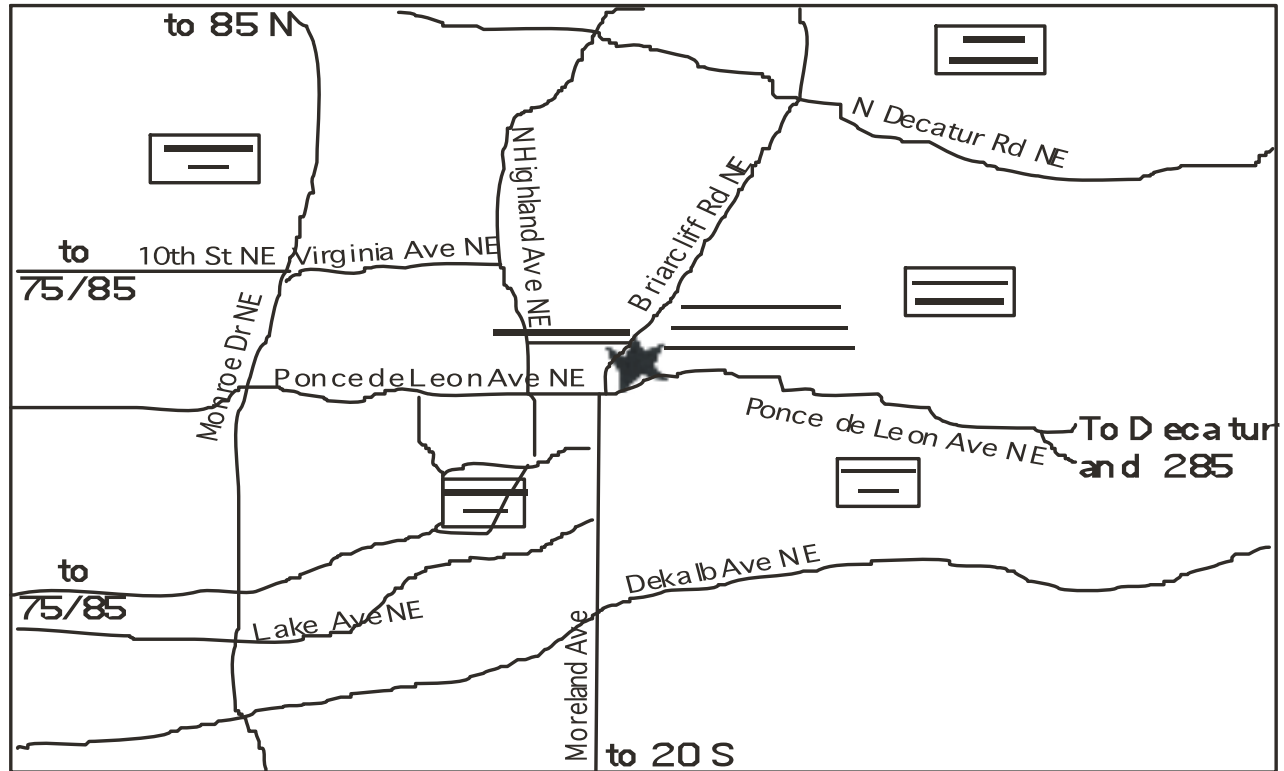 to 85 N
N Decatur Rd NE
N Highland Ave NE
Briarcliff Rd NE
to
75/85
10th St NE
Virginia Ave NE
Monroe Dr NE
Ponce de Leon Ave NE
Ponce de Leon Ave NE
To Decatur
and 285
to
75/85
Lake Ave NE
Dekalb Ave NE
Moreland Ave
to 20 S